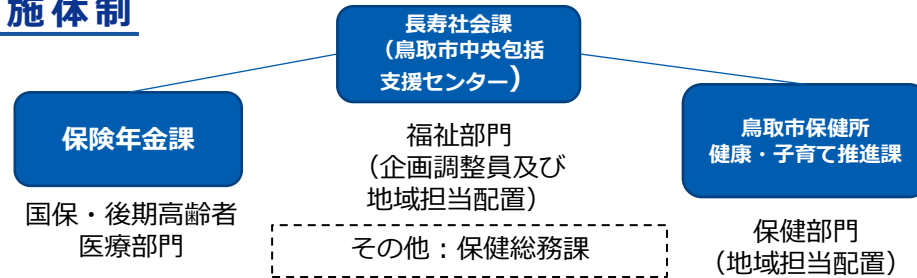 施体制
長寿社会課
（鳥取市中央包括
支援センター）
保険年金課
福祉部門
（企画調整員及び
地域担当配置）
鳥取市保健所
健康・子育て推進課
国保・後期高齢者
医療部門
その他：保健総務課
保健部門
（地域担当配置）